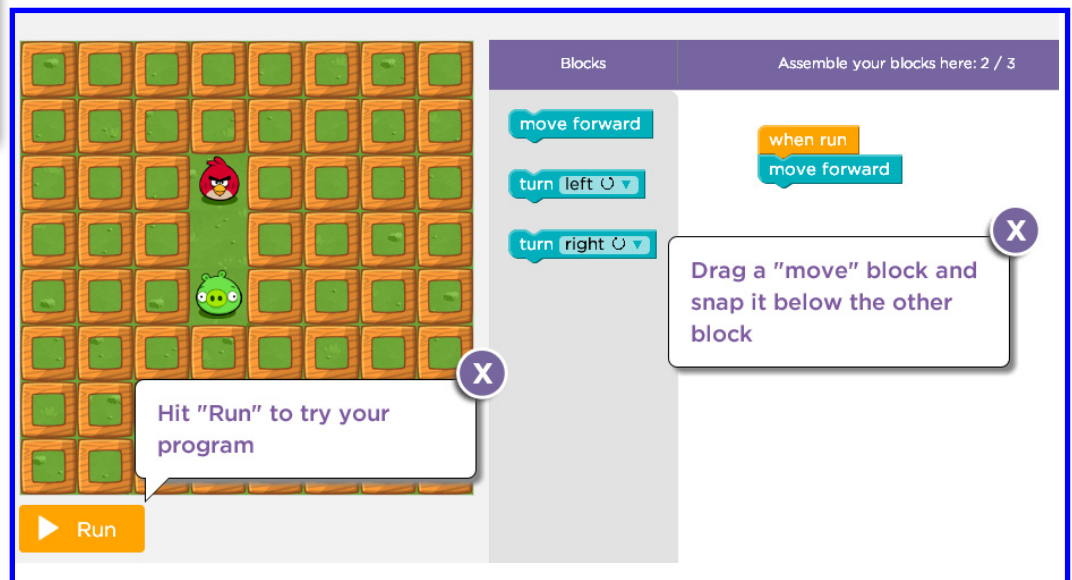 Blocks
Assemble your blocks here: 2 / 3
move forward
turn left ↺ ▼
turn right ↻ ▼
when run
move forward
X
Drag a "move" block and
snap it below the other
block
X
Hit "Run" to try your
program
Run